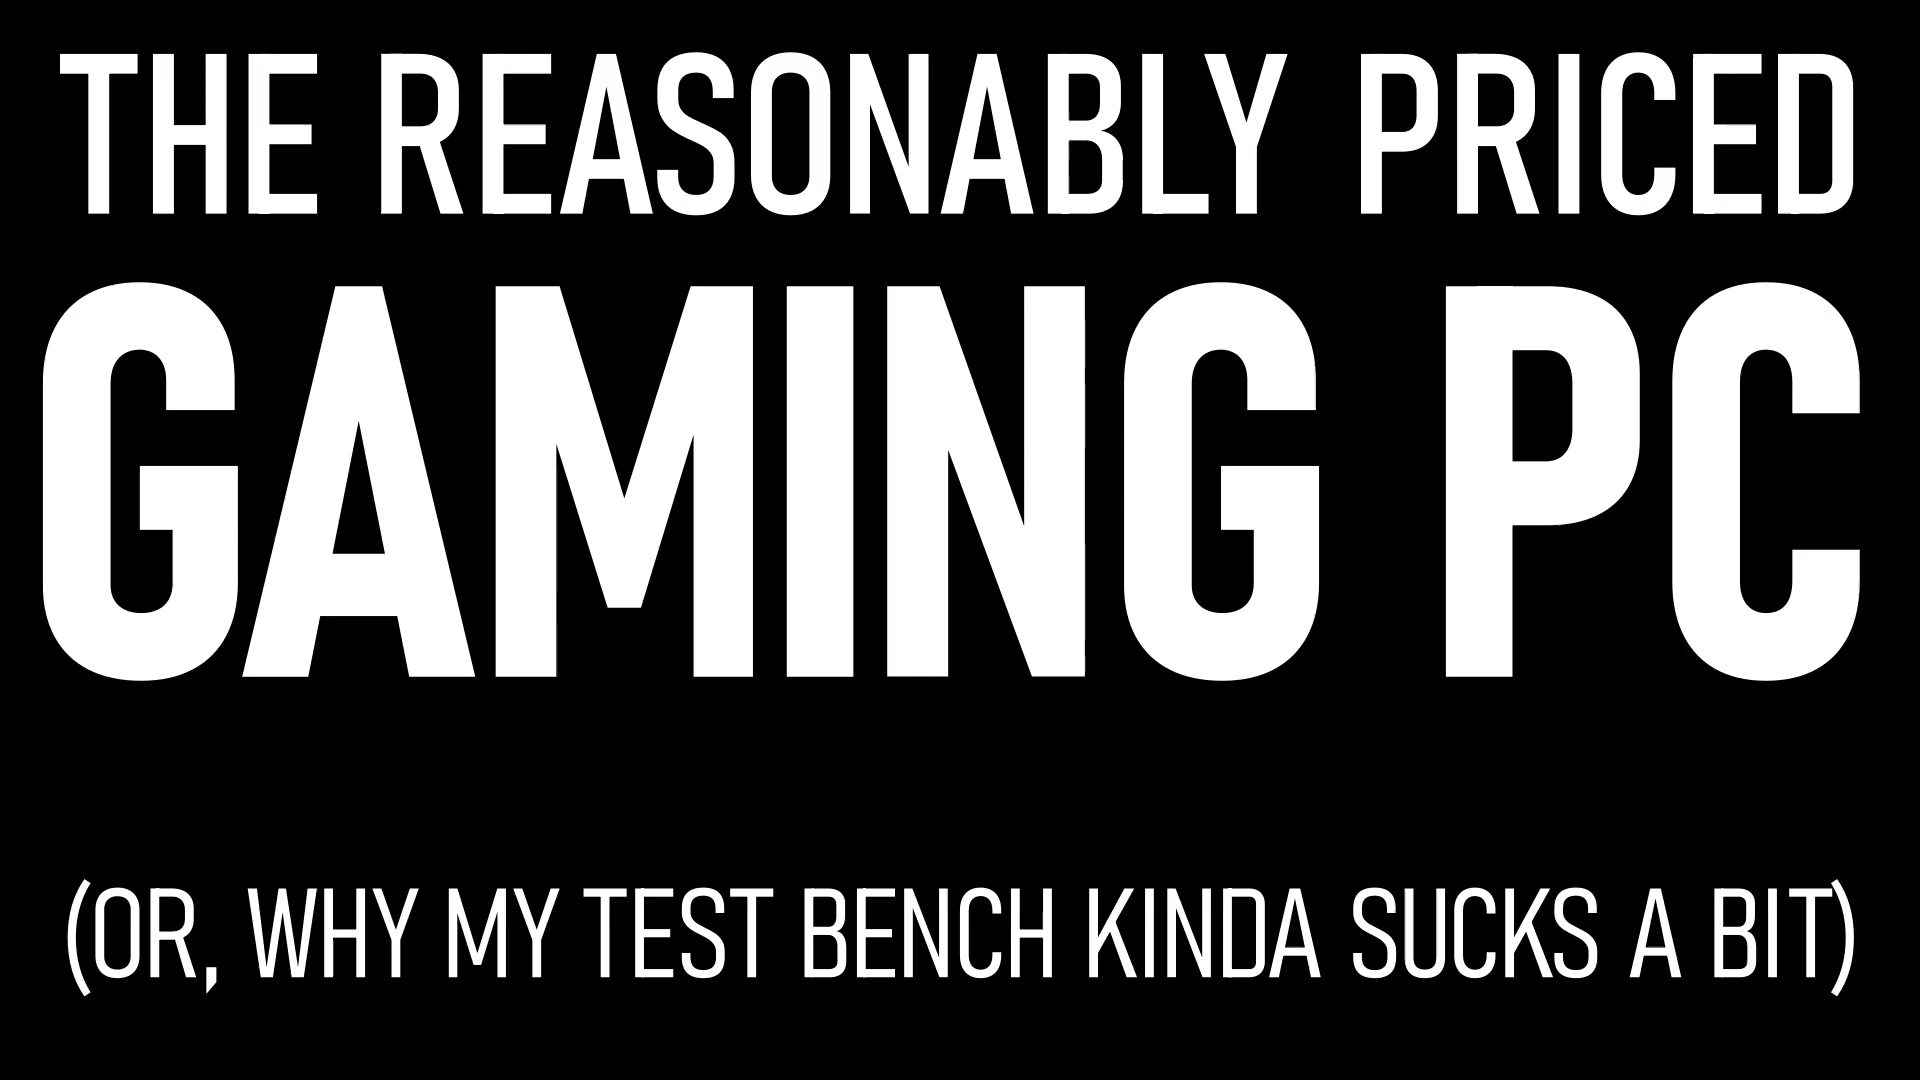 THE REASONABLY PRICED
GAMING PC
(OR, WHY MY TEST BENCH KINDA SUCKS A BIT)